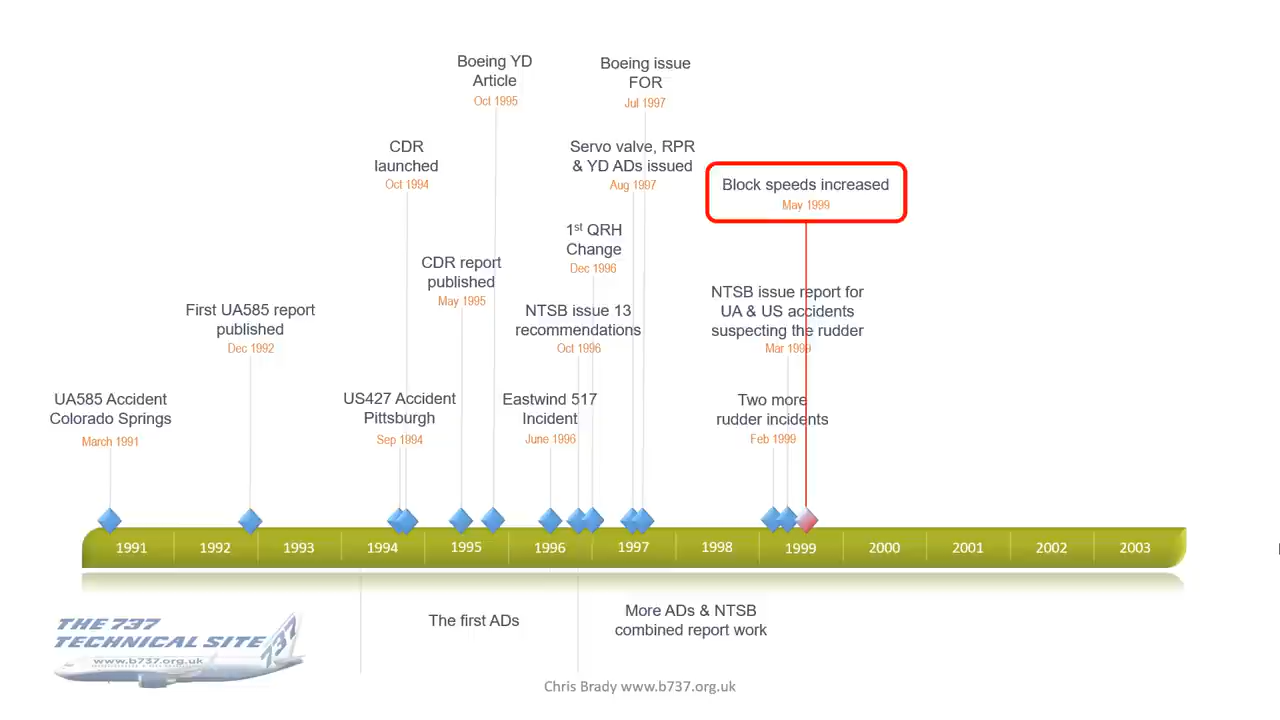 Boeing YD
Article
Oct 1995
Boeing issue
FOR
Jul 1997
CDR
launched
Oct 1994
Servo valve, RPR
& YD ADs issued
Aug 1997
Block speeds increased
May 1999
1st QRH
Change
Dec 1996
CDR report
published
May 1995
First UA585 report
published
Dec 1992
NTSB issue 13
recommendations
Oct 1996
NTSB issue report for
UA & US accidents
suspecting the rudder
Mar 1999
UA585 Accident
Colorado Springs
March 1991
US427 Accident
Pittsburgh
Sep 1994
Eastwind 517
Incident
June 1996
Two more
rudder incidents
Feb 1999
1991 1992 1993 1994 1995 1996 1997 1998 1999 2000 2001 2002 2003
The first ADs
More ADs & NTSB
combined report work
THE 737
TECHNICAL SITE
www.b737.org.uk
737
Chris Brady www.b737.org.uk